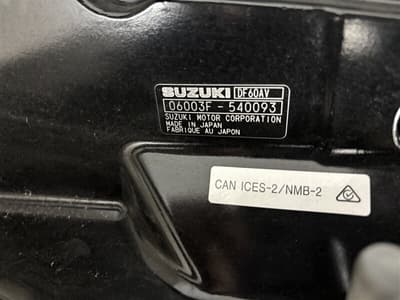 SUZUKI DF60AV
06003F - 540093
SUZUKI MOTOR CORPORATION
MADE IN JAPAN
FABRIQUE AU JAPON
CAN ICES-2/NMB-2